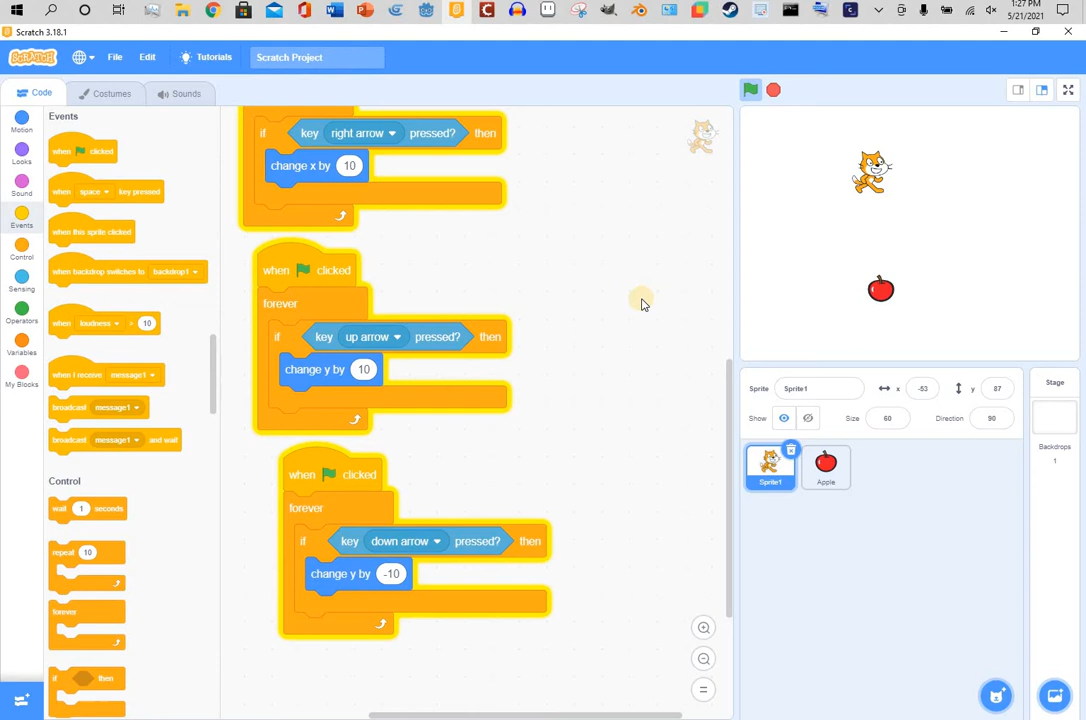 1:27 PM
5/21/2021
Scratch 3.18.1
SCRATCH
File Edit Tutorials Scratch Project
Code Costumes Sounds
Motion
Looks
Sound
Events
Control
Sensing
Operators
Variables
My Blocks
Events
when clicked
when space key pressed
when this sprite clicked
when backdrop switches to backdrop1
when loudness > 10
when I receive message1
broadcast message1
broadcast message1 and wait
Control
wait 1 seconds
repeat 10
forever
if then
if key right arrow pressed? then
change x by 10
when clicked
forever
if key up arrow pressed? then
change y by 10
when clicked
forever
if key down arrow pressed? then
change y by -10
Sprite Sprite1 x -53 y 87
Show Size 60 Direction 90
Sprite1
Apple
Stage
Backdrops
1